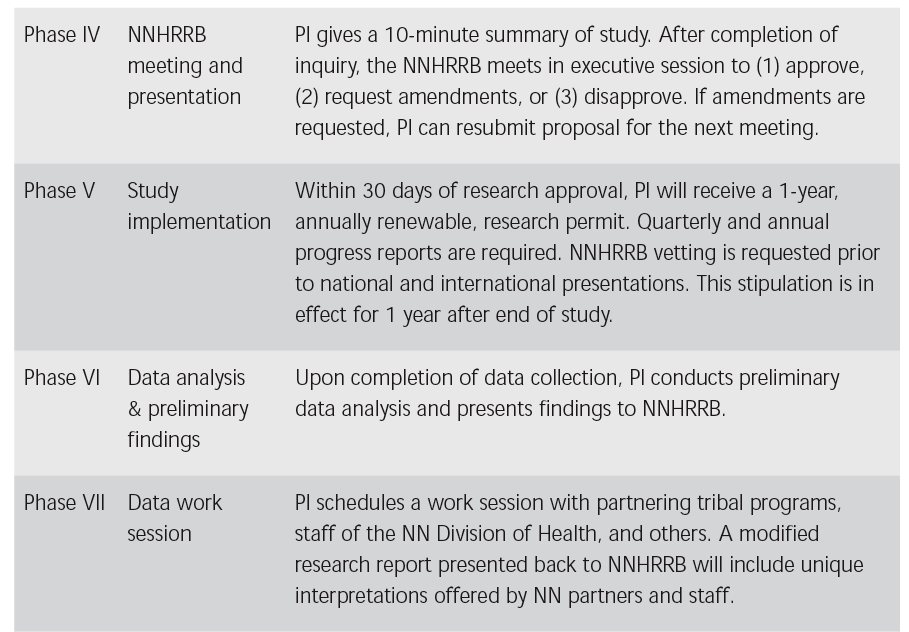 Phase IV NNHRRB PI gives a 10-minute summary of study. After completion of
meeting and inquiry, the NNHRRB meets in executive session to (1) approve,
presentation (2) request amendments, or (3) disapprove. If amendments are
requested, PI can resubmit proposal for the next meeting.
Phase V Study Within 30 days of research approval, PI will receive a 1-year,
implementation annually renewable, research permit. Quarterly and annual
progress reports are required. NNHRRB vetting is requested prior
to national and international presentations. This stipulation is in
effect for 1 year after end of study.
Phase VI Data analysis Upon completion of data collection, PI conducts preliminary
& preliminary data analysis and presents findings to NNHRRB.
findings
Phase VII Data work PI schedules a work session with partnering tribal programs,
session staff of the NN Division of Health, and others. A modified
research report presented back to NNHRRB will include unique
interpretations offered by NN partners and staff.